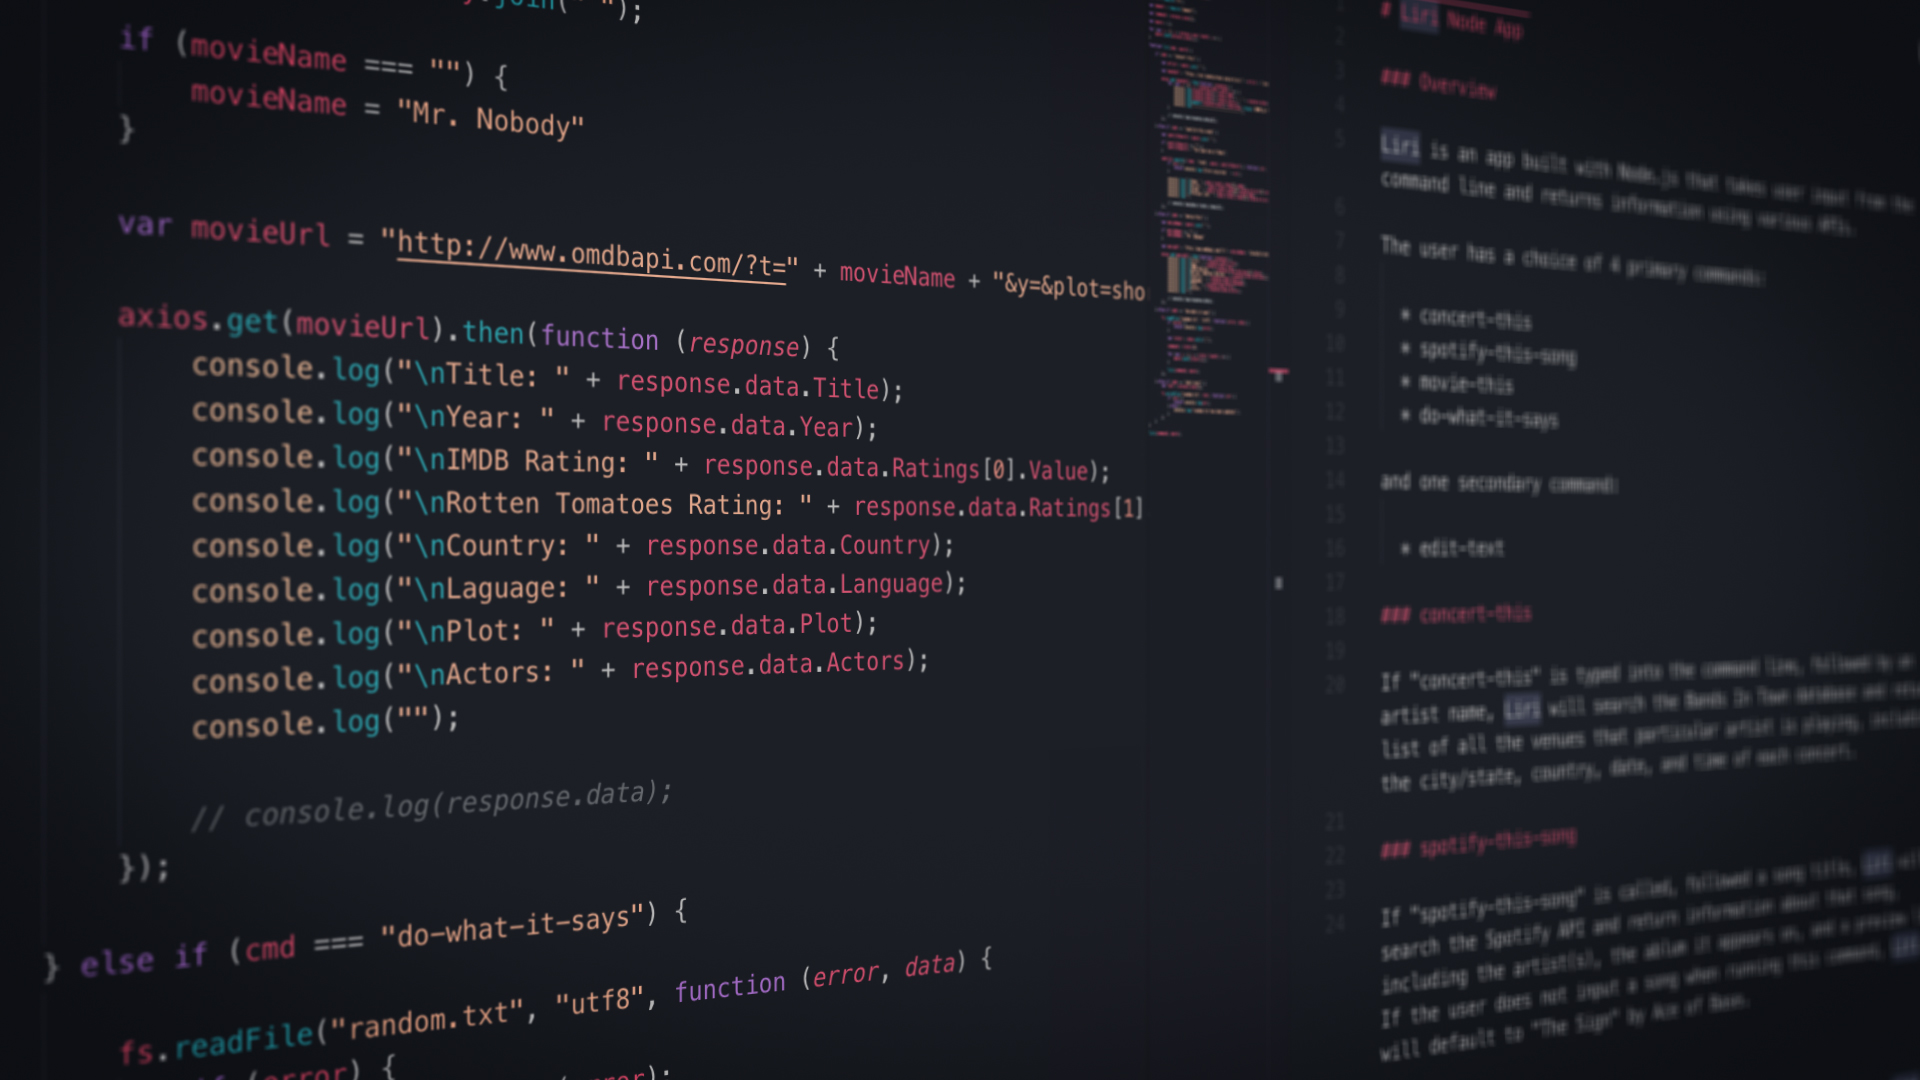 .join(" ");
if (movieName === "") {
movieName = "Mr. Nobody"
}
var movieUrl = "http://www.omdbapi.com/?t=" + movieName + "&y=&plot=sho
axios.get(movieUrl).then(function (response) {
console.log("\nTitle: " + response.data.Title);
console.log("\nYear: " + response.data.Year);
console.log("\nIMDB Rating: " + response.data.Ratings[0].Value);
console.log("\nRotten Tomatoes Rating: " + response.data.Ratings[1]
console.log("\nCountry: " + response.data.Country);
console.log("\nLaguage: " + response.data.Language);
console.log("\nPlot: " + response.data.Plot);
console.log("\nActors: " + response.data.Actors);
console.log("");
// console.log(response.data);
});
} else if (cmd === "do-what-it-says") {
fs.readFile("random.txt", "utf8", function (error, data) {
if (error) {
# Liri Node App
### Overview
Liri is an app built with Node.js that takes user input from the
command line and returns information using various APIs.
The user has a choice of 4 primary commands:
* concert-this
* spotify-this-song
* movie-this
* do-what-it-says
and one secondary command:
* edit-text
### concert-this
If "concert-this" is typed into the command line, followed by an
artist name, Liri will search the Bands In Town database and
list of all the venues that particular artist is playing,
the city/state, country, date, and time of each concert.
### spotify-this-song
If "spotify-this-song" is called, followed a song title, Liri
search the Spotify API and return information about that song,
including the artist(s), the album it appears on, and a preview
If the user does not input a song when running this command, Liri
will default to "The Sign" by Ace of Base.